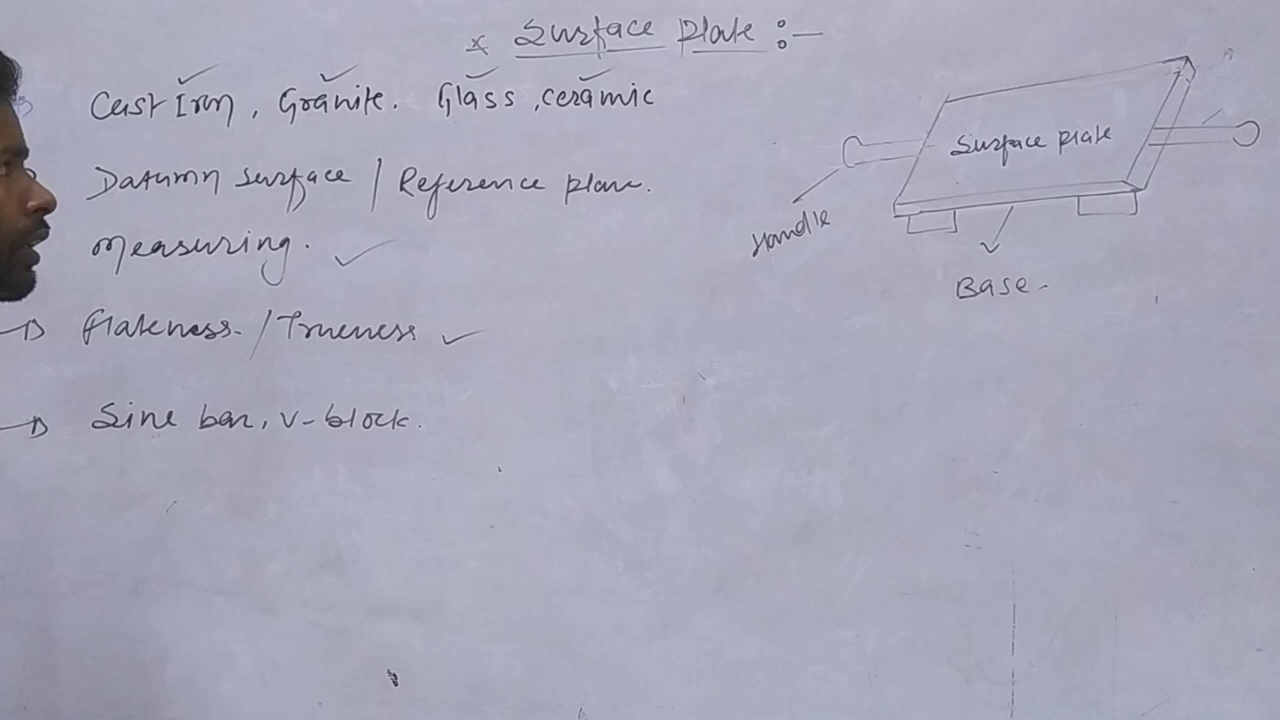 * Surface Plate :-
Cast Iron, Granite. Glass, ceramic
Datumn surface / Reference plane.
measuring.
→ flateness. / Trueness
→ Sine bar, v-block.
Surface plate
Handle
Base.